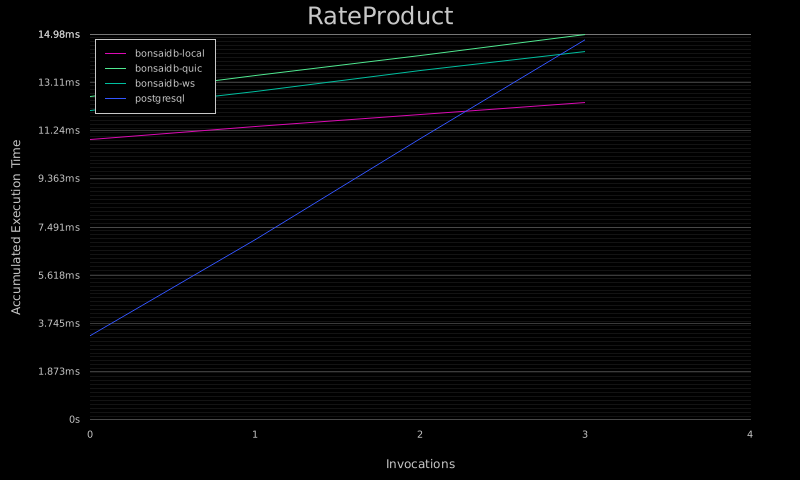 RateProduct
14.98ms
bonsaidb-local
bonsaidb-quic
bonsaidb-ws
postgresql
13.11ms
11.24ms
9.363ms
7.491ms
5.618ms
3.745ms
1.873ms
0s
Accumulated Execution Time
0 1 2 3 4
Invocations